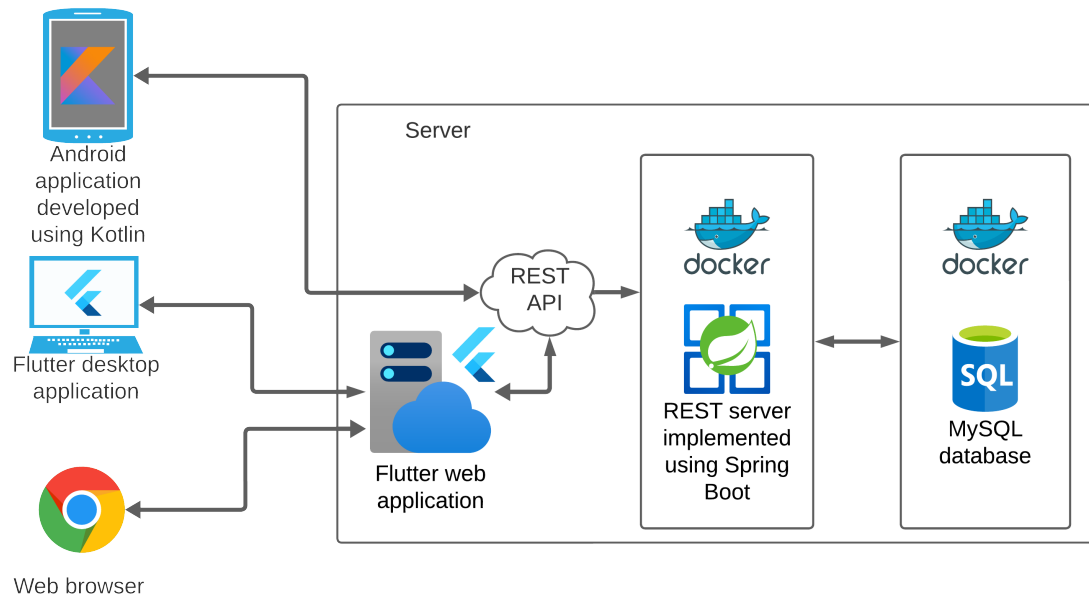 Android
application
developed
using Kotlin
Flutter desktop
application
Web browser
Server
REST
API
Flutter web
application
docker
REST server
implemented
using Spring
Boot
docker
SQL
MySQL
database